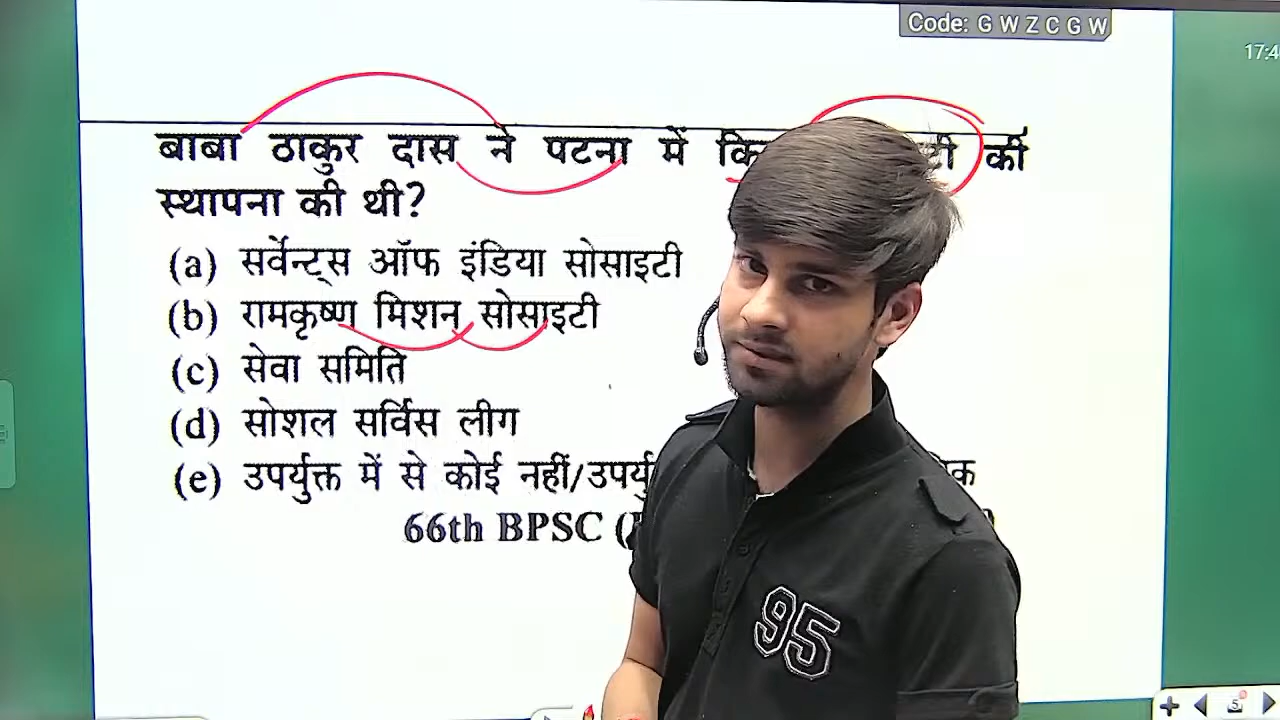 Code: G W Z C G W
17:4
बाबा ठाकुर दास ने पटना में की
स्थापना की थी?
(a) सर्वेन्ट्स ऑफ इंडिया सोसाइटी
(b) रामकृष्ण मिशन सोसाइटी
(c) सेवा समिति
(d) सोशल सर्विस लीग
(e) उपर्युक्त में से कोई नहीं/
66th BPSC (
95
5